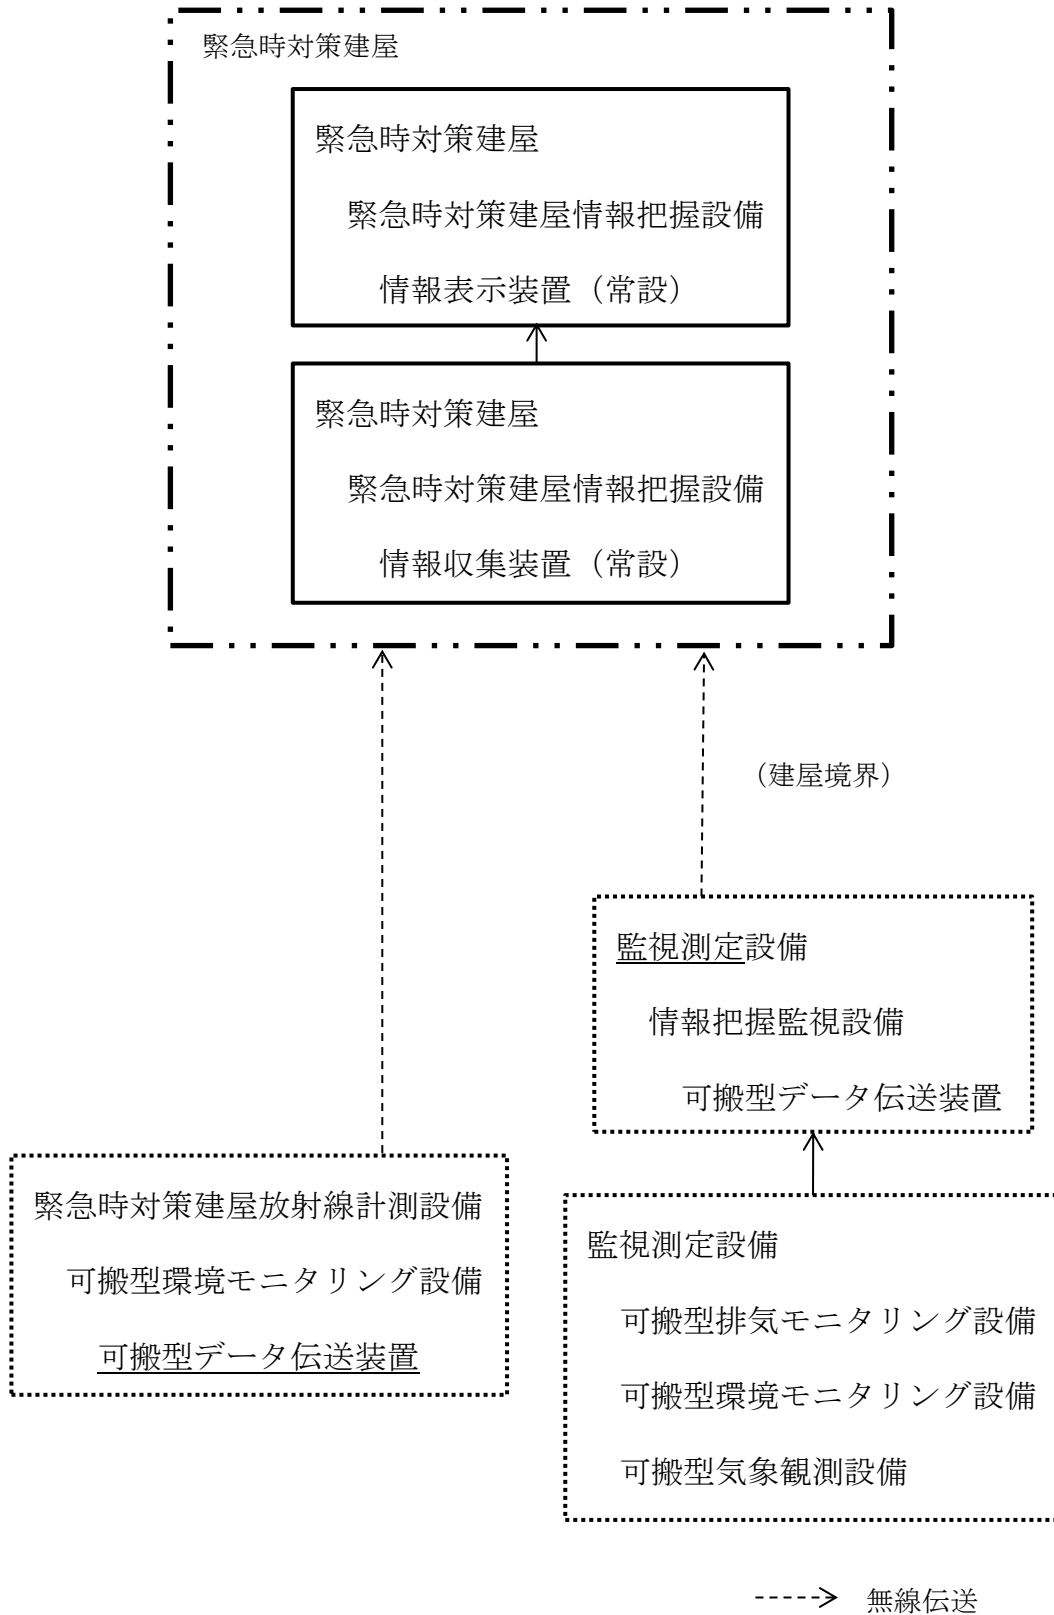 緊急時対策建屋
緊急時対策建屋
緊急時対策建屋情報把握設備
情報表示装置（常設）
緊急時対策建屋
緊急時対策建屋情報把握設備
情報収集装置（常設）
（建屋境界）
監視測定設備
情報把握監視設備
可搬型データ伝送装置
緊急時対策建屋放射線計測設備
可搬型環境モニタリング設備
可搬型データ伝送装置
監視測定設備
可搬型排気モニタリング設備
可搬型環境モニタリング設備
可搬型気象観測設備
無線伝送